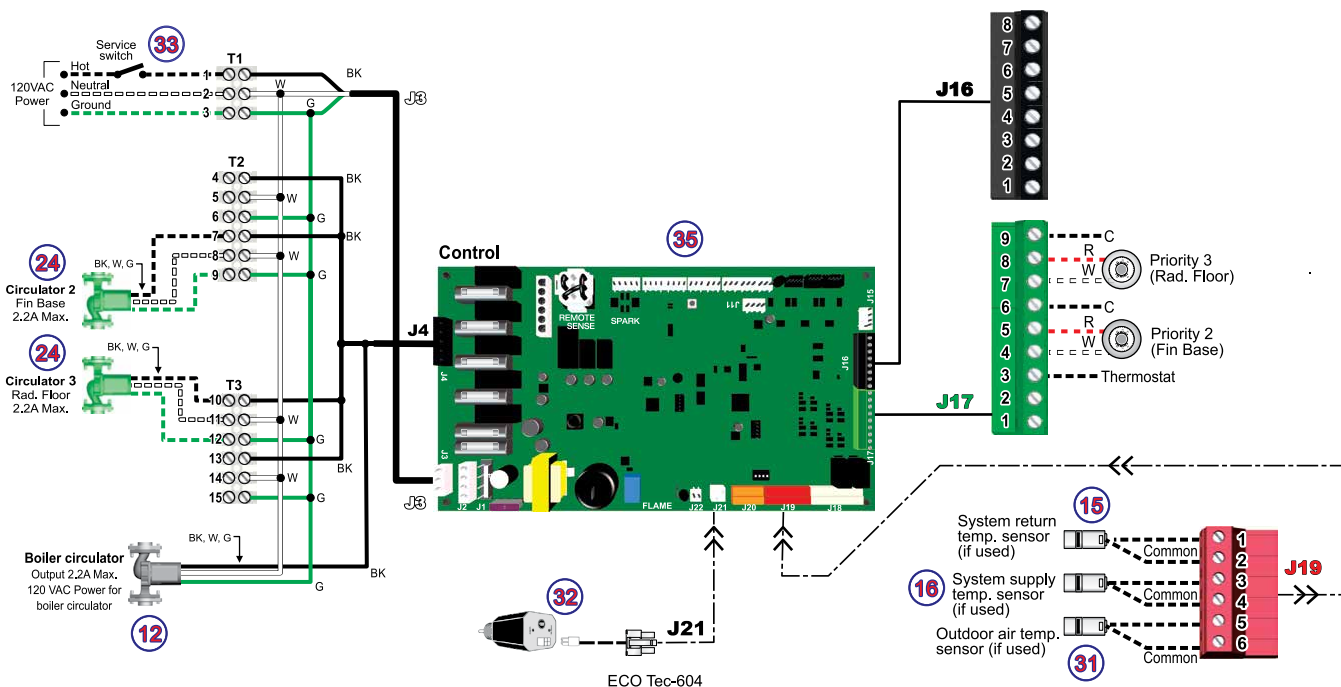 Service
switch
33
Hot
120VAC
Power
Neutral
Ground
T1
1
2
3
BK
W
G
J3
T2
4
5
6
7
8
9
BK
W
G
BK
W
G
24
BK, W, G
Circulator 2
Fin Base
2.2A Max.
24
BK, W, G
Circulator 3
Rad. Floor
2.2A Max.
T3
10
11
12
13
14
15
W
G
BK
W
G
BK, W, G
Boiler circulator
Output 2.2A Max.
120 VAC Power for
boiler circulator
12
BK
G
Control
35
J4
J3
REMOTE
SENSE
SPARK
J11
J15
J16
J17
J4
J3
J2
J1
FLAME
J22
J21
J20
J19
J18
32
J21
ECO Tec-604
J16
8
7
6
5
4
3
2
1
J17
9
8
7
6
5
4
3
2
1
C
R
W
Priority 3
(Rad. Floor)
C
R
W
Priority 2
(Fin Base)
Thermostat
15
System return
temp. sensor
(if used)
Common
16
System supply
temp. sensor
(if used)
Common
Outdoor air temp.
sensor (if used)
31
Common
1
2
3
4
5
6
J19